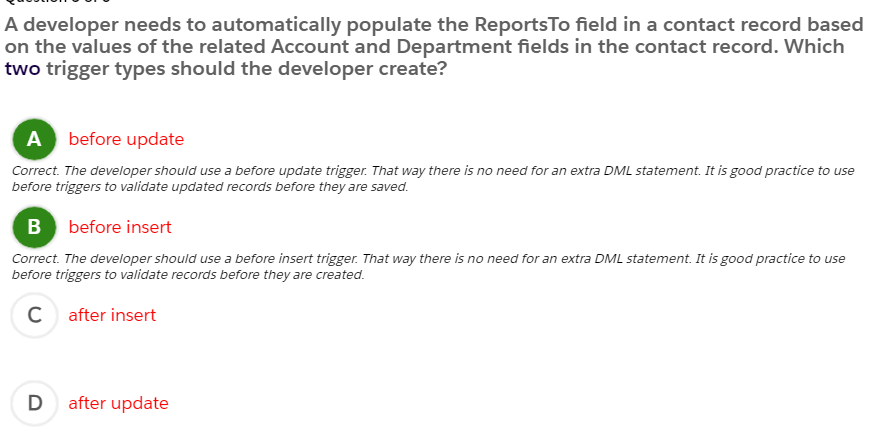 A developer needs to automatically populate the ReportsTo field in a contact record based
on the values of the related Account and Department fields in the contact record. Which
two trigger types should the developer create?
A before update
Correct. The developer should use a before update trigger. That way there is no need for an extra DML statement. It is good practice to use
before triggers to validate updated records before they are saved.
B before insert
Correct. The developer should use a before insert trigger. That way there is no need for an extra DML statement. It is good practice to use
before triggers to validate records before they are created.
C after insert
D after update